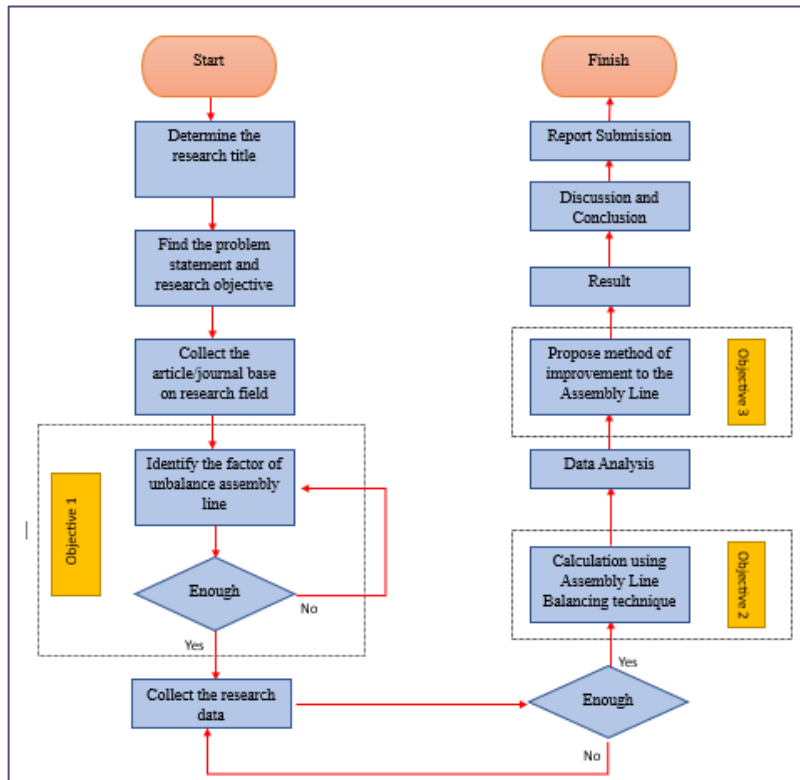 Start
Determine the
research title
Find the problem
statement and
research objective
Collect the
article/journal base
on research field
Identify the factor of
unbalance assembly
line
Objective 1
Enough
No
Yes
Collect the research
data
Enough
No
Yes
Calculation using
Assembly Line
Balancing technique
Objective 2
Data Analysis
Propose method of
improvement to the
Assembly Line
Objective 3
Result
Discussion and
Conclusion
Report Submission
Finish